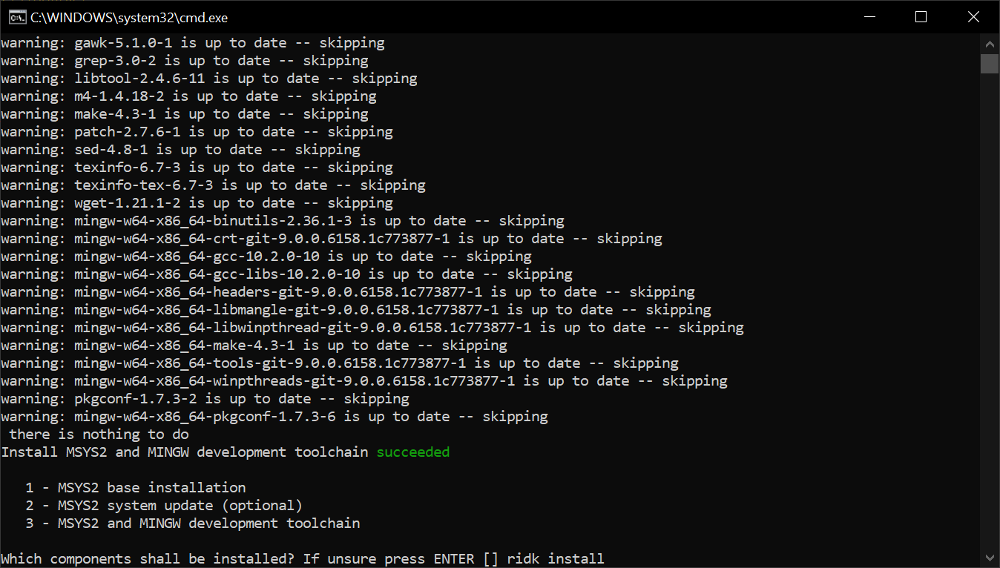 C:\WINDOWS\system32\cmd.exe
warning: gawk-5.1.0-1 is up to date -- skipping
warning: grep-3.0-2 is up to date -- skipping
warning: libtool-2.4.6-11 is up to date -- skipping
warning: m4-1.4.18-2 is up to date -- skipping
warning: make-4.3-1 is up to date -- skipping
warning: patch-2.7.6-1 is up to date -- skipping
warning: sed-4.8-1 is up to date -- skipping
warning: texinfo-6.7-3 is up to date -- skipping
warning: texinfo-tex-6.7-3 is up to date -- skipping
warning: wget-1.21.1-2 is up to date -- skipping
warning: mingw-w64-x86_64-binutils-2.36.1-3 is up to date -- skipping
warning: mingw-w64-x86_64-crt-git-9.0.0.6158.1c773877-1 is up to date -- skipping
warning: mingw-w64-x86_64-gcc-10.2.0-10 is up to date -- skipping
warning: mingw-w64-x86_64-gcc-libs-10.2.0-10 is up to date -- skipping
warning: mingw-w64-x86_64-headers-git-9.0.0.6158.1c773877-1 is up to date -- skipping
warning: mingw-w64-x86_64-libmangle-git-9.0.0.6158.1c773877-1 is up to date -- skipping
warning: mingw-w64-x86_64-libwinpthread-git-9.0.0.6158.1c773877-1 is up to date -- skipping
warning: mingw-w64-x86_64-make-4.3-1 is up to date -- skipping
warning: mingw-w64-x86_64-tools-git-9.0.0.6158.1c773877-1 is up to date -- skipping
warning: mingw-w64-x86_64-winpthreads-git-9.0.0.6158.1c773877-1 is up to date -- skipping
warning: pkgconf-1.7.3-2 is up to date -- skipping
warning: mingw-w64-x86_64-pkgconf-1.7.3-6 is up to date -- skipping
 there is nothing to do
Install MSYS2 and MINGW development toolchain succeeded
   1 - MSYS2 base installation
   2 - MSYS2 system update (optional)
   3 - MSYS2 and MINGW development toolchain
Which components shall be installed? If unsure press ENTER [] ridk install